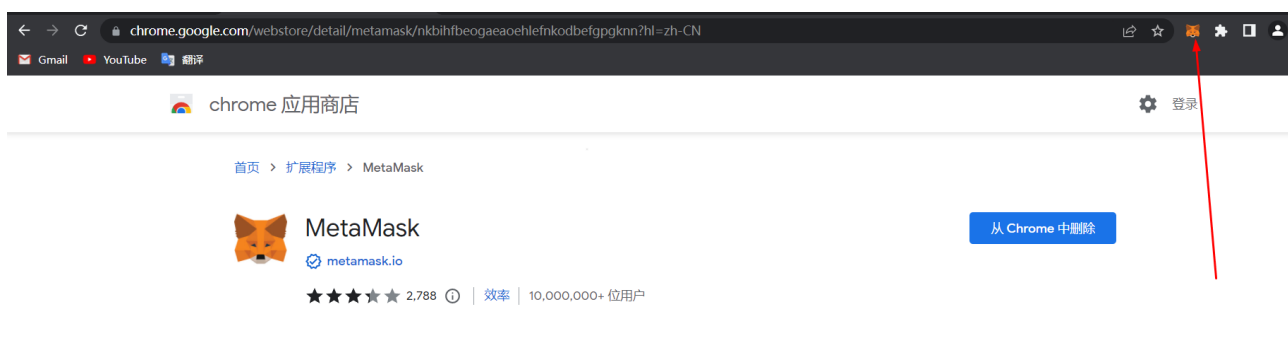 chrome.google.com/webstore/detail/metamask/nkbihfbeogaeaoehlefnkodbefgpgknn?hl=zh-CN
Gmail YouTube 翻译
chrome 应用商店 登录
首页 > 扩展程序 > MetaMask
MetaMask
从 Chrome 中删除
metamask.io
2,788 效率 10,000,000+ 位用户